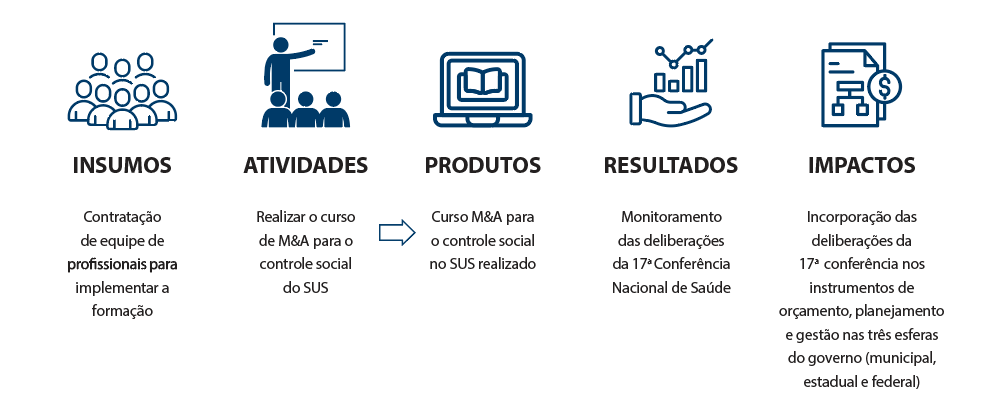 INSUMOS
Contratação
de equipe de
profissionais para
implementar a
formação
ATIVIDADES
Realizar o curso
de M&A para o
controle social
do SUS
PRODUTOS
Curso M&A para
o controle social
no SUS realizado
RESULTADOS
Monitoramento
das deliberações
da 17ª Conferência
Nacional de Saúde
IMPACTOS
Incorporação das
deliberações da
17ª conferência nos
instrumentos de
orçamento, planejamento
e gestão nas três esferas
do governo (municipal,
estadual e federal)
$